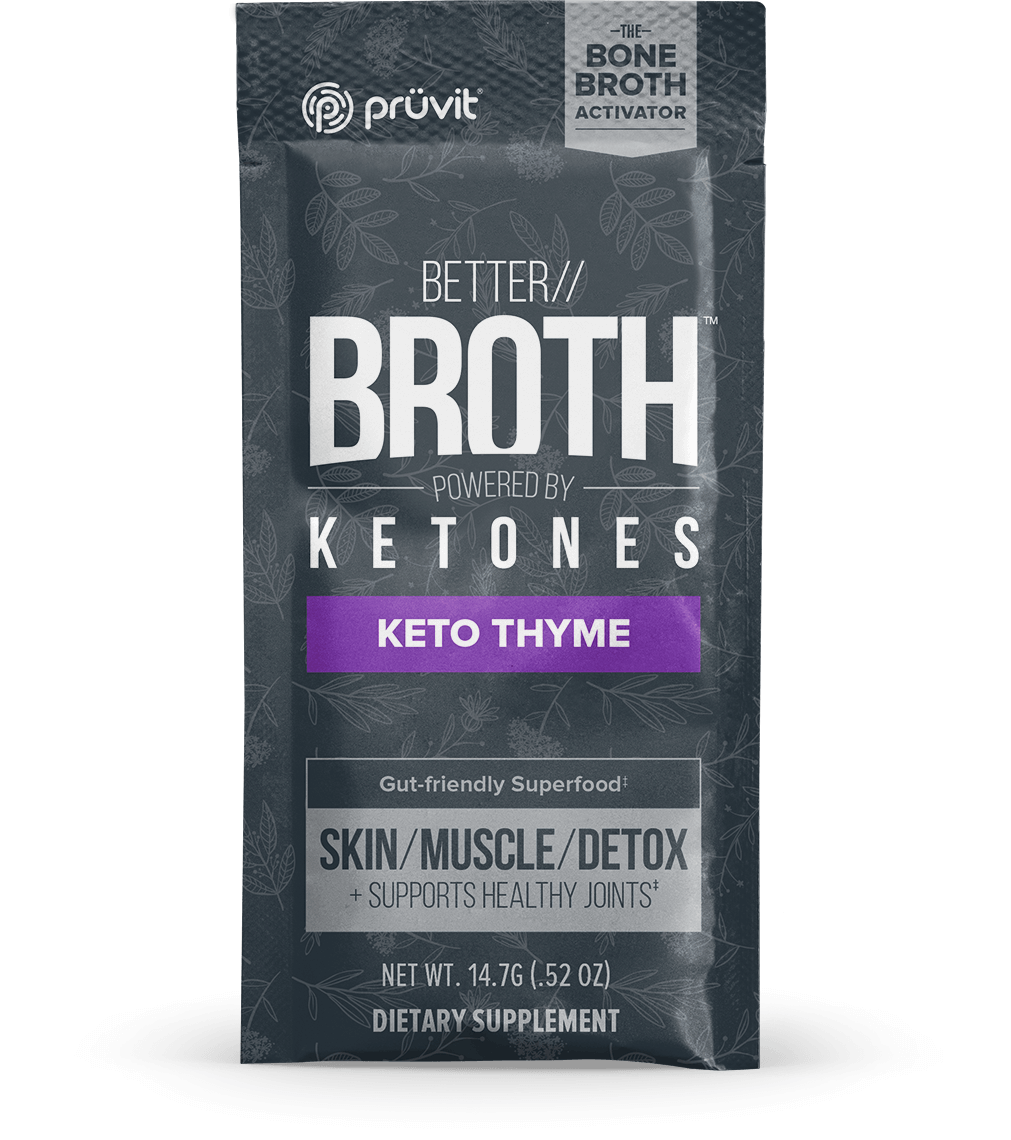 prüvit®
–THE–
BONE
BROTH
ACTIVATOR
BETTER//
BROTH™
POWERED BY
KETONES
KETO THYME
Gut-friendly Superfood‡
SKIN/MUSCLE/DETOX
+ SUPPORTS HEALTHY JOINTS‡
NET WT. 14.7G (.52 OZ)
DIETARY SUPPLEMENT